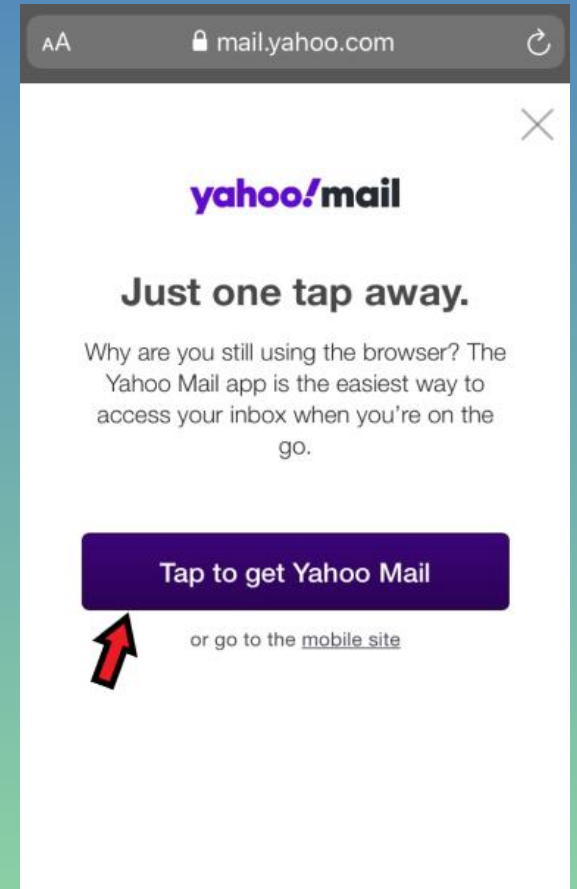 AA mail.yahoo.com
yahoo!mail
Just one tap away.
Why are you still using the browser? The
Yahoo Mail app is the easiest way to
access your inbox when you're on the
go.
Tap to get Yahoo Mail
or go to the mobile site